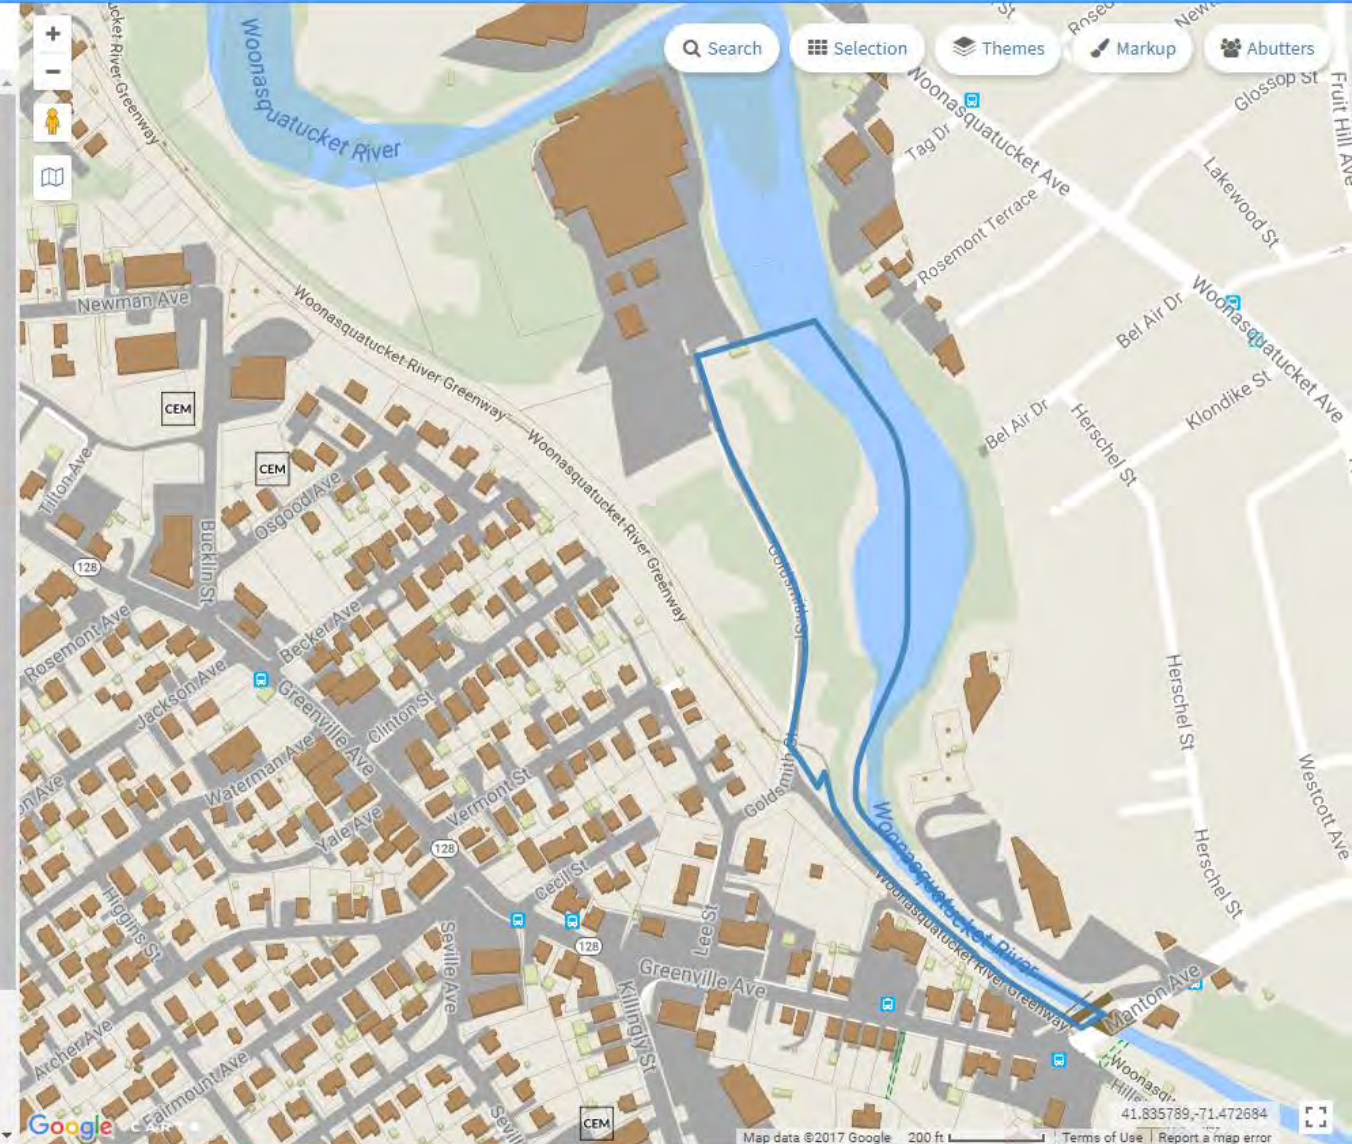 +
−
Search
Selection
Themes
Markup
Abutters
Woonasquatucket River
cket River Greenway
Woonasquatucket Ave
Glossop St
Fruit Hill Ave
Tag Dr
Lakewood St
Rosemont Terrace
Woonasquatucket Ave
Bel Air Dr
Klondike St
Bel Air Dr
Herschel St
Newman Ave
Woonasquatucket River Greenway
CEM
CEM
Woonasquatucket River Greenway
Tilton Ave
Osgood Ave
Bucklin St
128
Goldsmith St
Rosemont Ave
Becker Ave
Jackson Ave
Clinton St
Greenville Ave
Herschel St
Goldsmith St
Waterman Ave
Vermont St
Yale Ave
on Ave
Westcott Ave
128
Woonasquatucket River
Herschel St
Cecil St
Woonasquatucket River Greenway
Higgins St
Lee St
Seville Ave
128
Greenville Ave
Killingly St
Manton Ave
Archer Ave
Fairmount Ave
Sevil
Woonasqu
CEM
41.835789,-71.472684
Google
CARTO
Map data ©2017 Google
200 ft
Terms of Use
Report a map error